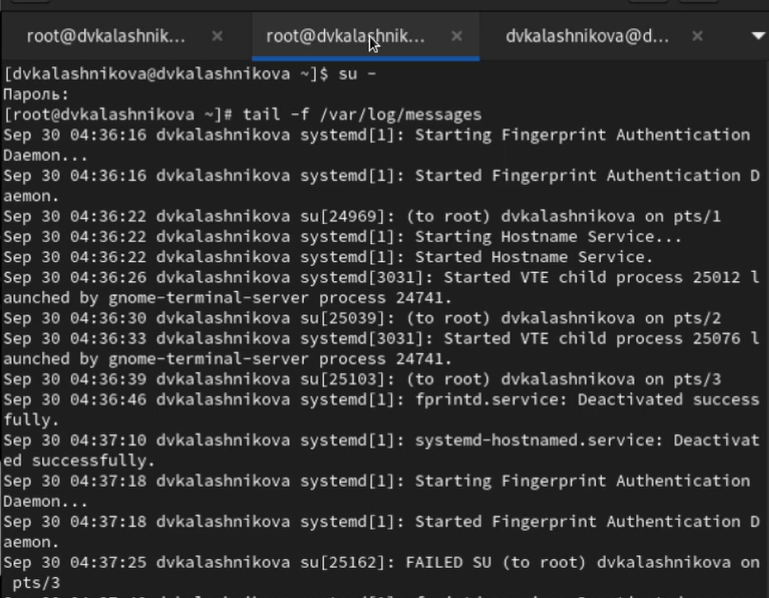 root@dvkalashnik... × root@dvkalashnik... × dvkalashnikova@d... ×
[dvkalashnikova@dvkalashnikova ~]$ su -
Пароль:
[root@dvkalashnikova ~]# tail -f /var/log/messages
Sep 30 04:36:16 dvkalashnikova systemd[1]: Starting Fingerprint Authentication
Daemon...
Sep 30 04:36:16 dvkalashnikova systemd[1]: Started Fingerprint Authentication D
aemon.
Sep 30 04:36:22 dvkalashnikova su[24969]: (to root) dvkalashnikova on pts/1
Sep 30 04:36:22 dvkalashnikova systemd[1]: Starting Hostname Service...
Sep 30 04:36:22 dvkalashnikova systemd[1]: Started Hostname Service.
Sep 30 04:36:26 dvkalashnikova systemd[3031]: Started VTE child process 25012 l
aunched by gnome-terminal-server process 24741.
Sep 30 04:36:30 dvkalashnikova su[25039]: (to root) dvkalashnikova on pts/2
Sep 30 04:36:33 dvkalashnikova systemd[3031]: Started VTE child process 25076 l
aunched by gnome-terminal-server process 24741.
Sep 30 04:36:39 dvkalashnikova su[25103]: (to root) dvkalashnikova on pts/3
Sep 30 04:36:46 dvkalashnikova systemd[1]: fprintd.service: Deactivated success
fully.
Sep 30 04:37:10 dvkalashnikova systemd[1]: systemd-hostnamed.service: Deactivat
ed successfully.
Sep 30 04:37:18 dvkalashnikova systemd[1]: Starting Fingerprint Authentication
Daemon...
Sep 30 04:37:18 dvkalashnikova systemd[1]: Started Fingerprint Authentication D
aemon.
Sep 30 04:37:25 dvkalashnikova su[25162]: FAILED SU (to root) dvkalashnikova on
pts/3